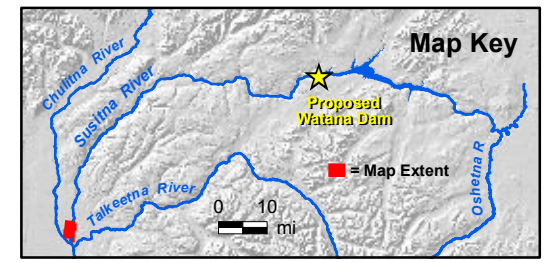 Map Key
Chulitna River
Susitna River
Proposed
Watana Dam
Talkeetna River
= Map Extent
Oshetna R
0 10
mi